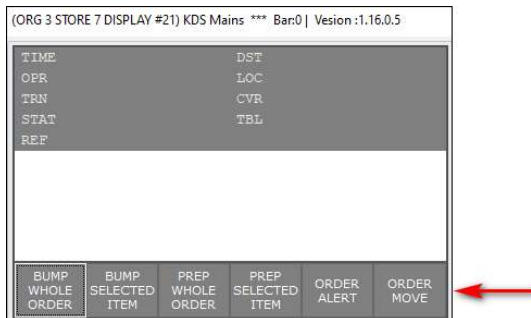 (ORG 3 STORE 7 DISPLAY #21) KDS Mains *** Bar:0 | Vesion :1.16.0.5
TIME DST
OPR LOC
TRN CVR
STAT TBL
REF
BUMP WHOLE ORDER
BUMP SELECTED ITEM
PREP WHOLE ORDER
PREP SELECTED ITEM
ORDER ALERT
ORDER MOVE